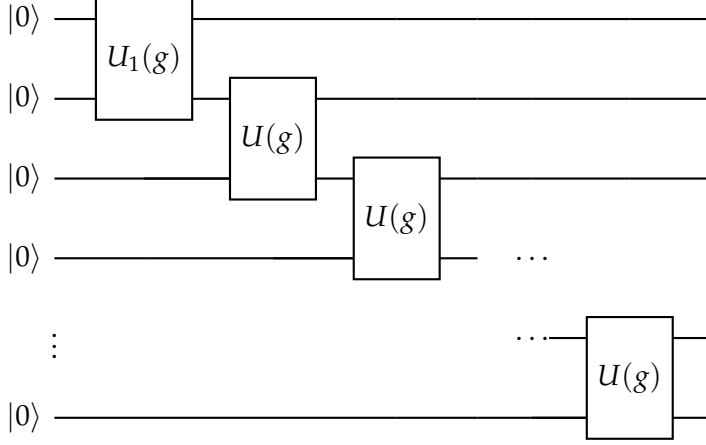 |0⟩
U₁(g)
|0⟩
U(g)
|0⟩
U(g)
|0⟩ ⋯
⋮ ⋯
U(g)
|0⟩